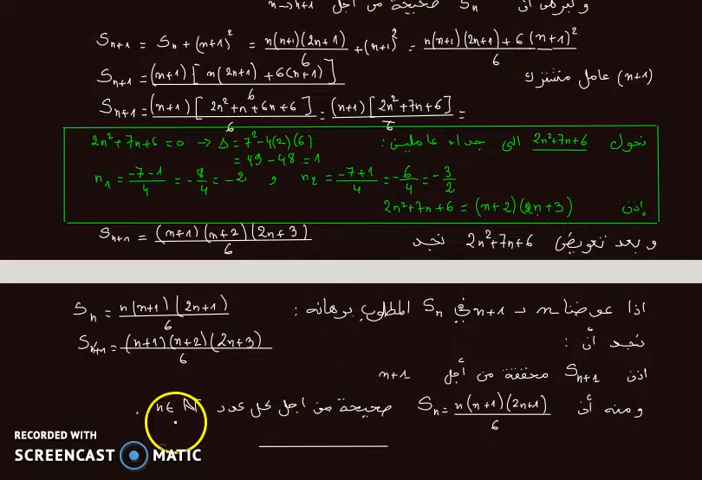 ونبرهن أن Sn صحيحة من أجل n→n+1
Sn+1 = Sn + (n+1)² = n(n+1)(2n+1)/6 + (n+1)² = n(n+1)(2n+1) + 6(n+1)²/6
Sn+1 = (n+1)[n(2n+1) + 6(n+1)]/6 (n+1) عامل مشترك
Sn+1 = (n+1)[2n²+n+6n+6]/6 = (n+1)[2n²+7n+6]/6 =
نحول 2n²+7n+6 الى جداء عاملين : 2n²+7n+6=0 → Δ=7²-4(2)(6)
= 49-48 = 1
n1 = -7-1/4 = -8/4 = -2 و n2 = -7+1/4 = -6/4 = -3/2
إذن 2n²+7n+6 = (n+2)(2n+3)
و بعد تعويض 2n²+7n+6 نجد Sn+1 = (n+1)(n+2)(2n+3)/6
اذا عوضنا n بـ n+1 في Sn المطلوب برهانه : Sn = n(n+1)(2n+1)/6
نجد أن : Sn+1 = (n+1)(n+2)(2n+3)/6
اذن Sn+1 محققة من أجل n+1
ومنه أن Sn = n(n+1)(2n+1)/6 صحيحة من اجل كل عدد n∈ℕ .
RECORDED WITH
SCREENCAST MATIC